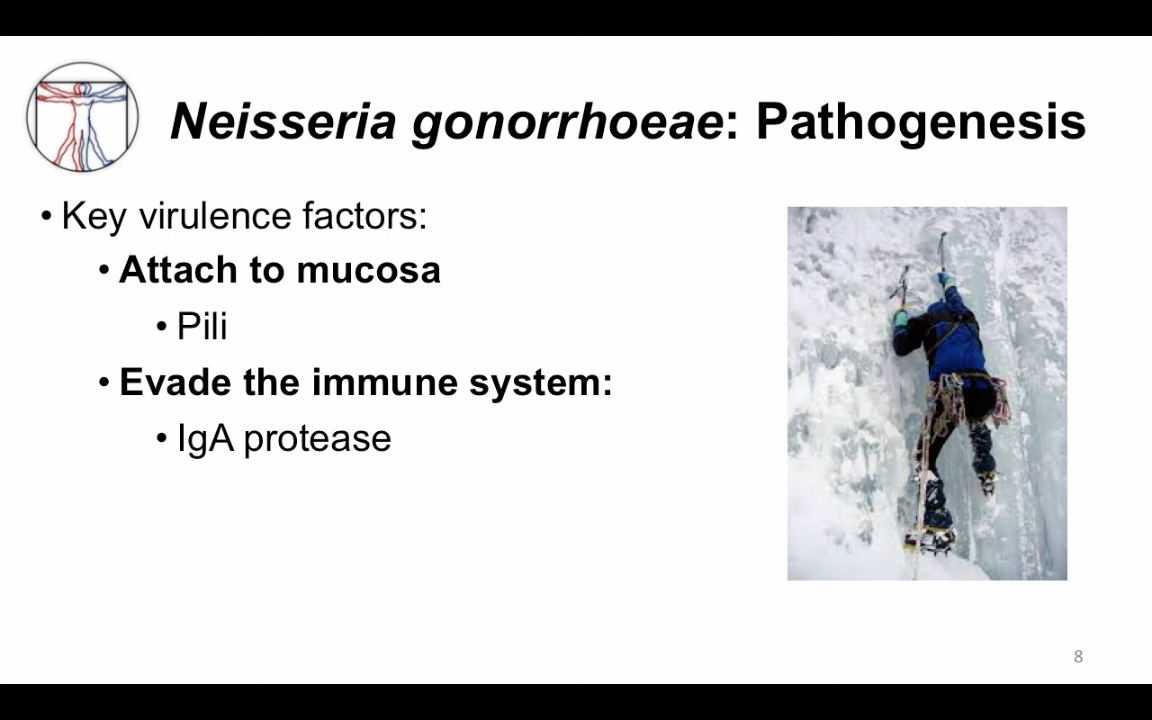 Neisseria gonorrhoeae: Pathogenesis
• Key virulence factors:
• Attach to mucosa
• Pili
• Evade the immune system:
• IgA protease
8